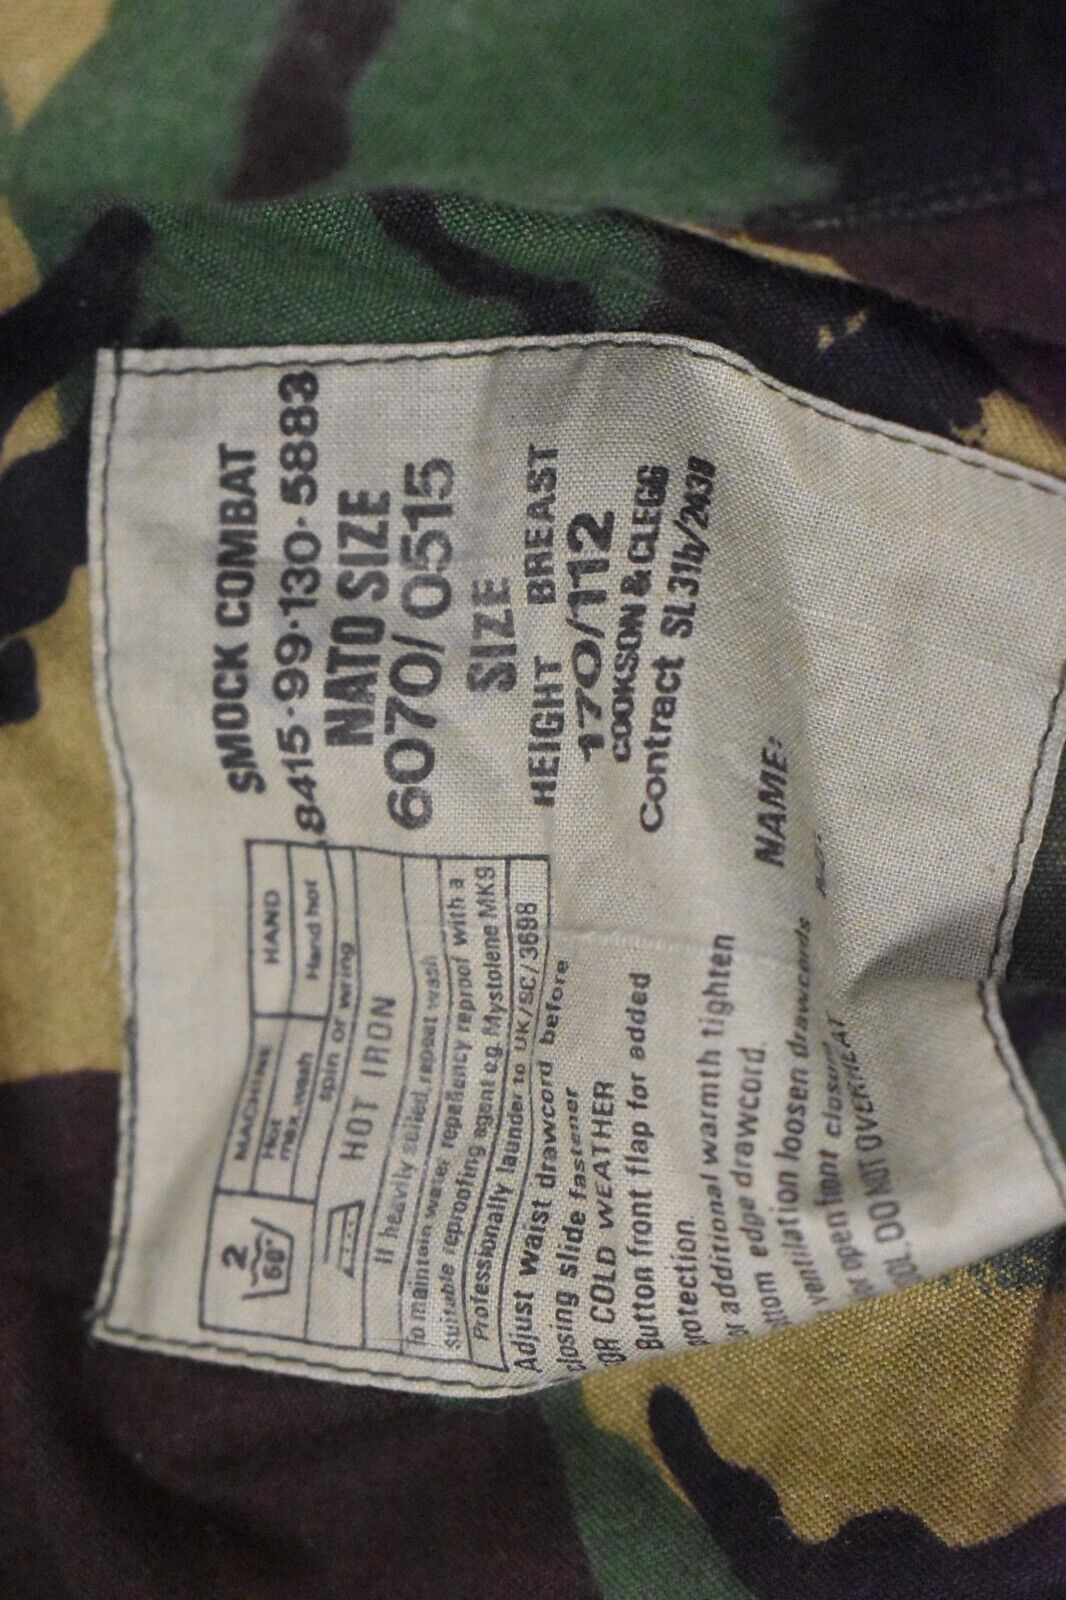 SMOCK COMBAT
8415-99-130-5883
NATO SIZE
6070/0515
SIZE
HEIGHT BREAST
170/112
COOKSON & CLEGG
Contract SL31b/2439
NAME:
2
60°
MACHINE
HAND
Hot
max. wash
Hand hot
Spin or wring
HOT IRON
If heavily soiled, repeat wash
To maintain water repellency reproof with a
suitable reproofing agent e.g. Mystolene MK9
Professionally launder to UK/SC/3698
Adjust waist drawcord before
closing slide fastener
FOR COLD WEATHER
Button front flap for added
protection.
additional warmth tighten
edge drawcord.
ventilation loosen drawcords
open front closure
DO NOT OVERHEAT